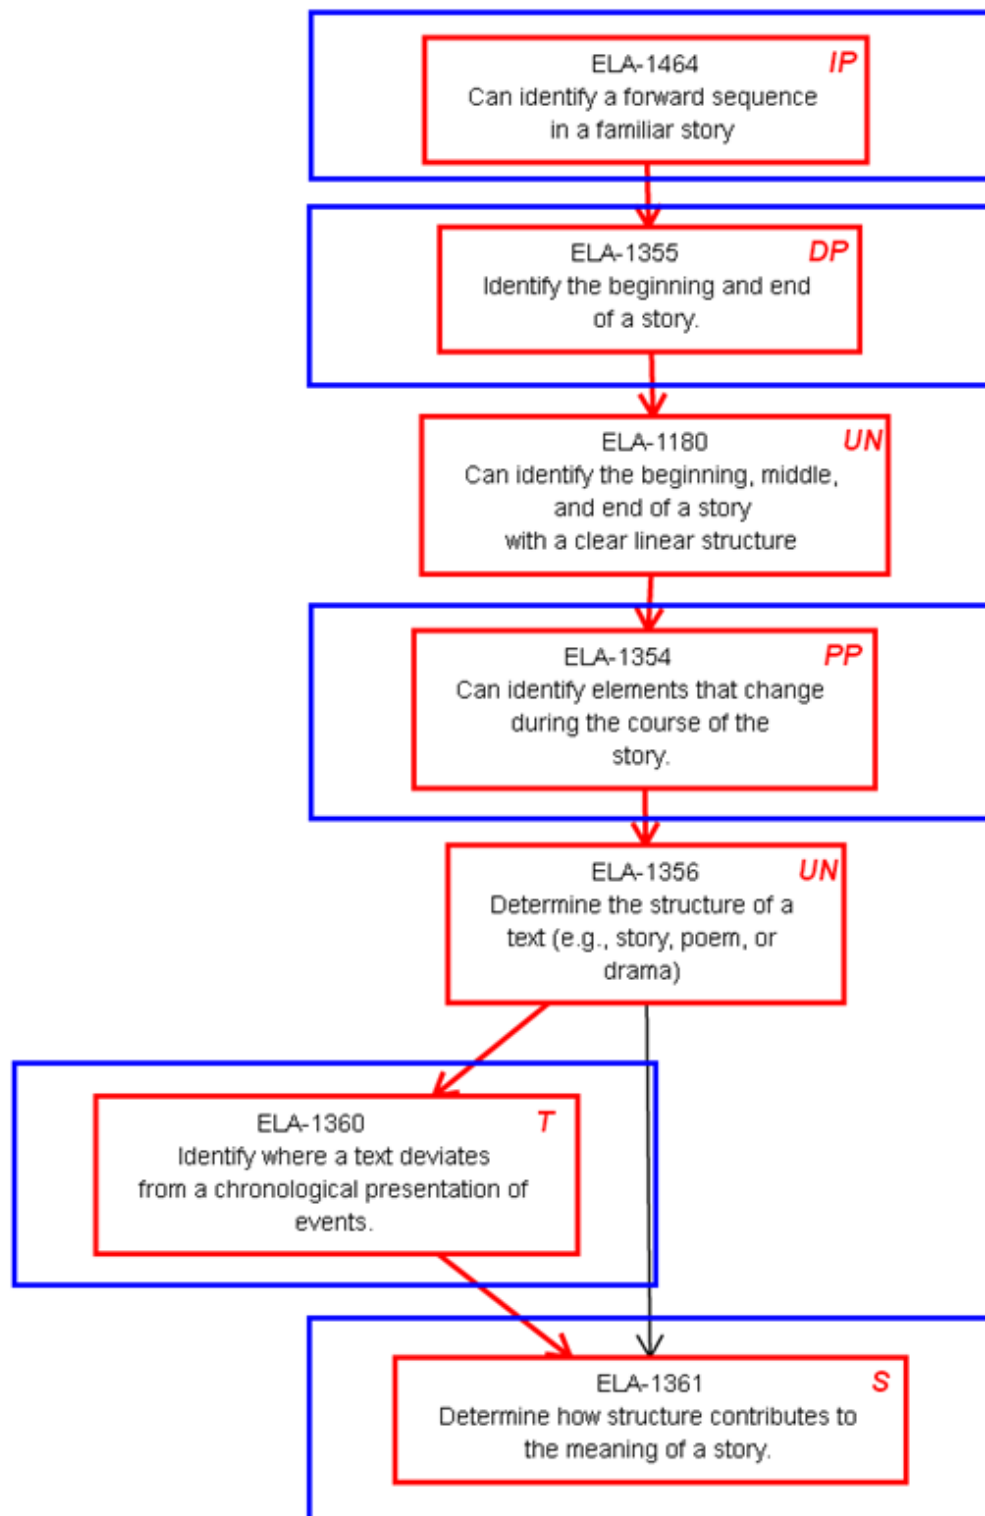 ELA-1464 IP
Can identify a forward sequence
in a familiar story
ELA-1355 DP
Identify the beginning and end
of a story.
ELA-1180 UN
Can identify the beginning, middle,
and end of a story
with a clear linear structure
ELA-1354 PP
Can identify elements that change
during the course of the
story.
ELA-1356 UN
Determine the structure of a
text (e.g., story, poem, or
drama)
ELA-1360 T
Identify where a text deviates
from a chronological presentation of
events.
ELA-1361 S
Determine how structure contributes to
the meaning of a story.